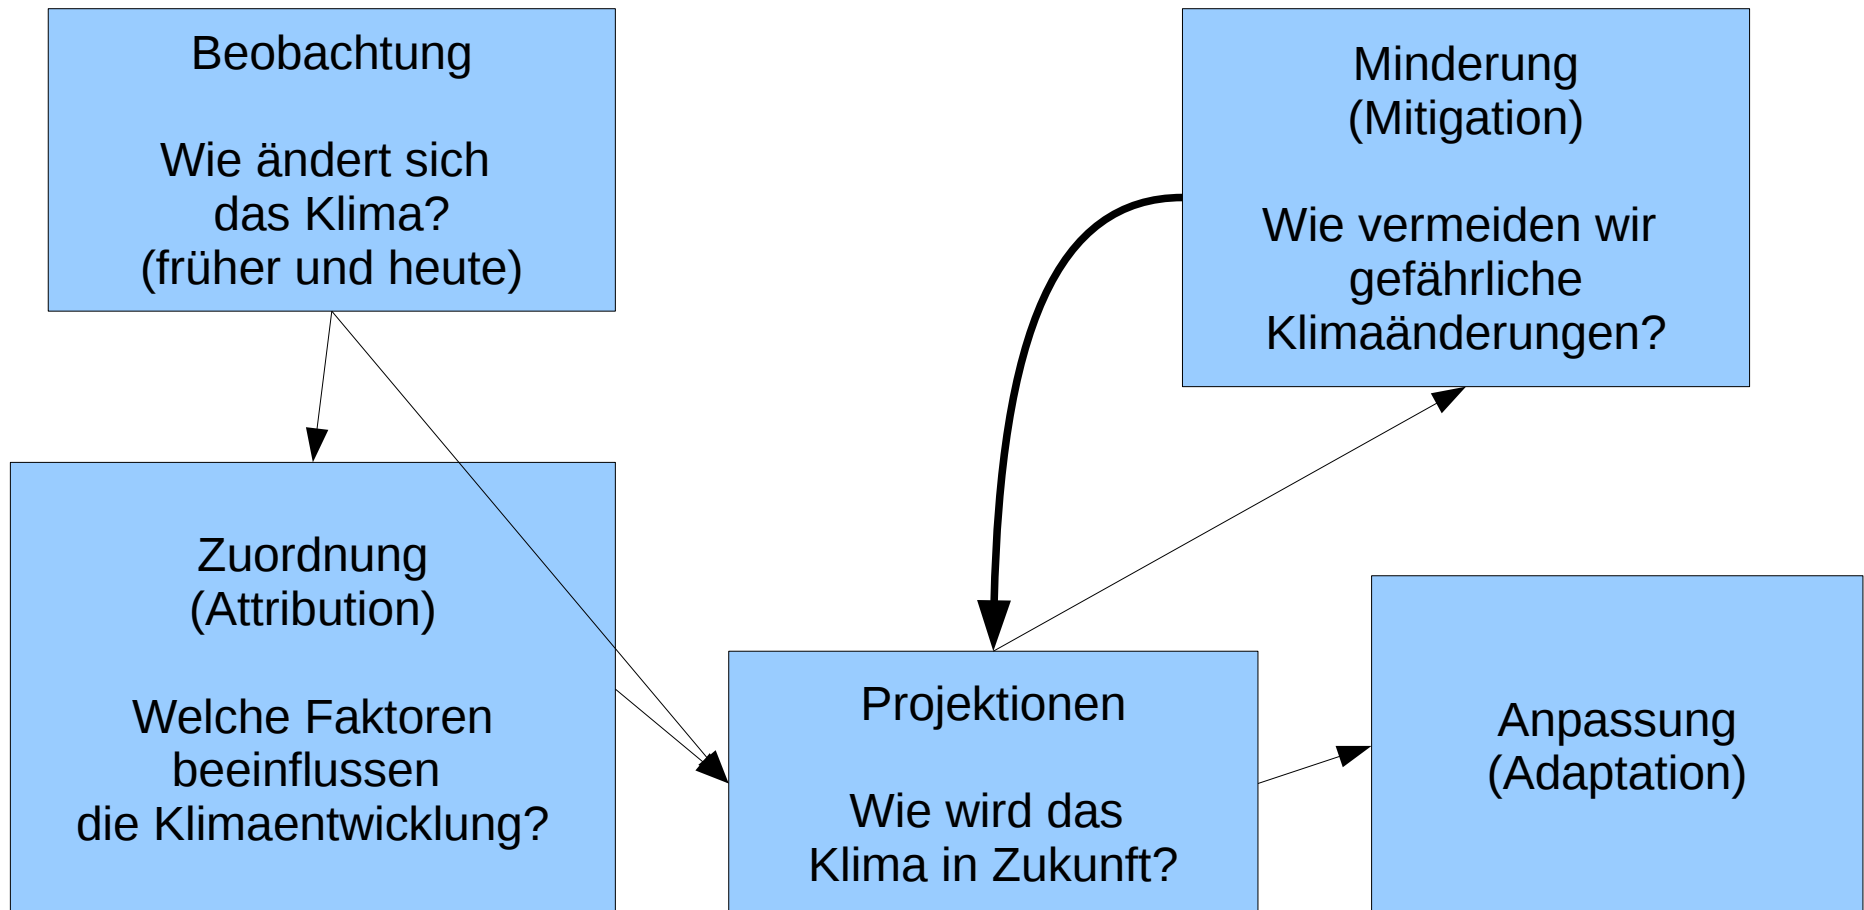 Beobachtung
Wie ändert sich
das Klima?
(früher und heute)
Minderung
(Mitigation)
Wie vermeiden wir
gefährliche
Klimaänderungen?
Zuordnung
(Attribution)
Welche Faktoren
beeinflussen
die Klimaentwicklung?
Projektionen
Wie wird das
Klima in Zukunft?
Anpassung
(Adaptation)